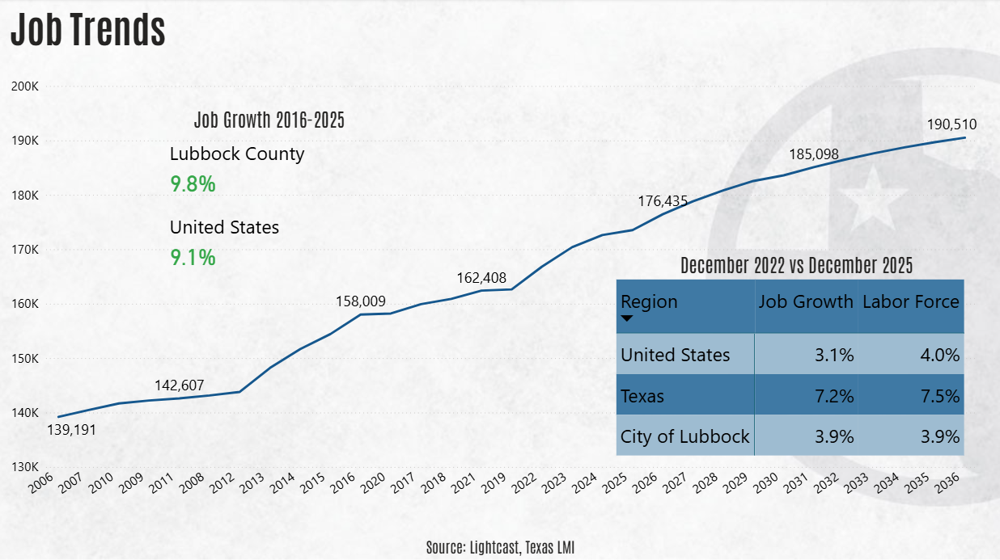 Job Trends
200K
190K
180K
170K
160K
150K
140K
130K
Job Growth 2016-2025
Lubbock County
9.8%
United States
9.1%
139,191
142,607
158,009
162,408
176,435
185,098
190,510
December 2022 vs December 2025
Region Job Growth Labor Force
United States 3.1% 4.0%
Texas 7.2% 7.5%
City of Lubbock 3.9% 3.9%
2006 2007 2010 2009 2011 2008 2012 2013 2014 2015 2016 2020 2017 2018 2021 2019 2022 2023 2024 2025 2026 2027 2028 2029 2030 2031 2032 2033 2034 2035 2036
Source: Lightcast, Texas LMI